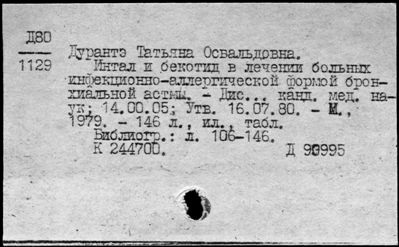 Д80
1129
Дурантэ Татьяна Освальдовна.
Интал и бекотид в лечении больных
инфекционно-аллергической формой брон-
хиальной астмы. - Дис... канд. мед. на-
ук; 14.00.05; Утв. 16.07.80. - М.,
1979. - 146 л., ил., табл.
Библиогр.: л. 106-146.
К 244700. Д 90995